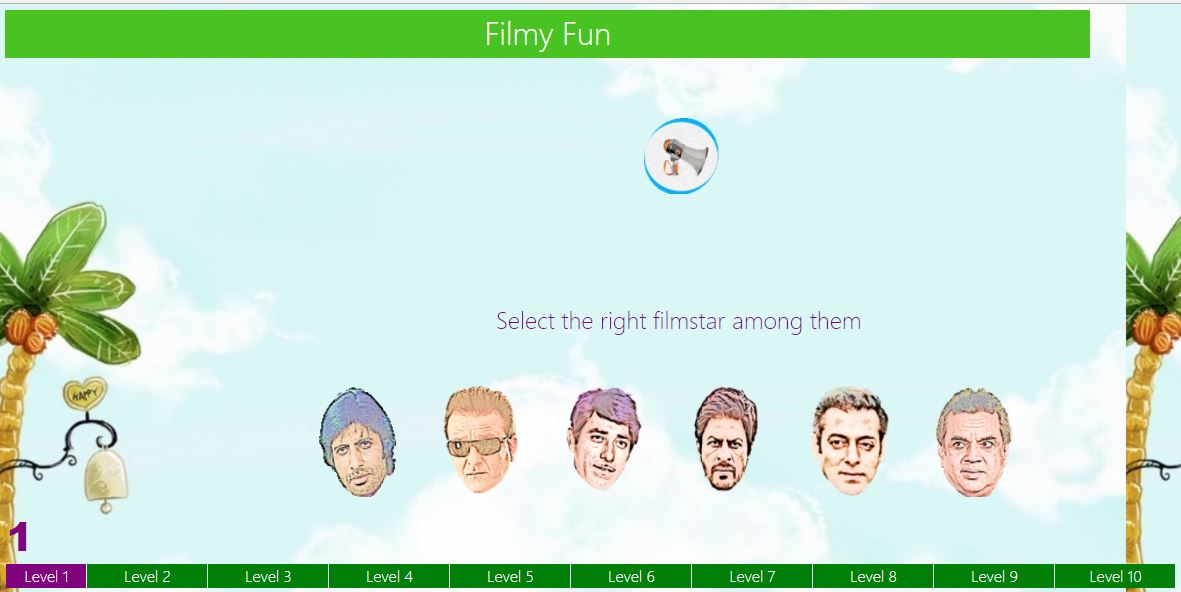 Filmy Fun
Select the right filmstar among them
HAPPY
1
Level 1
Level 2
Level 3
Level 4
Level 5
Level 6
Level 7
Level 8
Level 9
Level 10